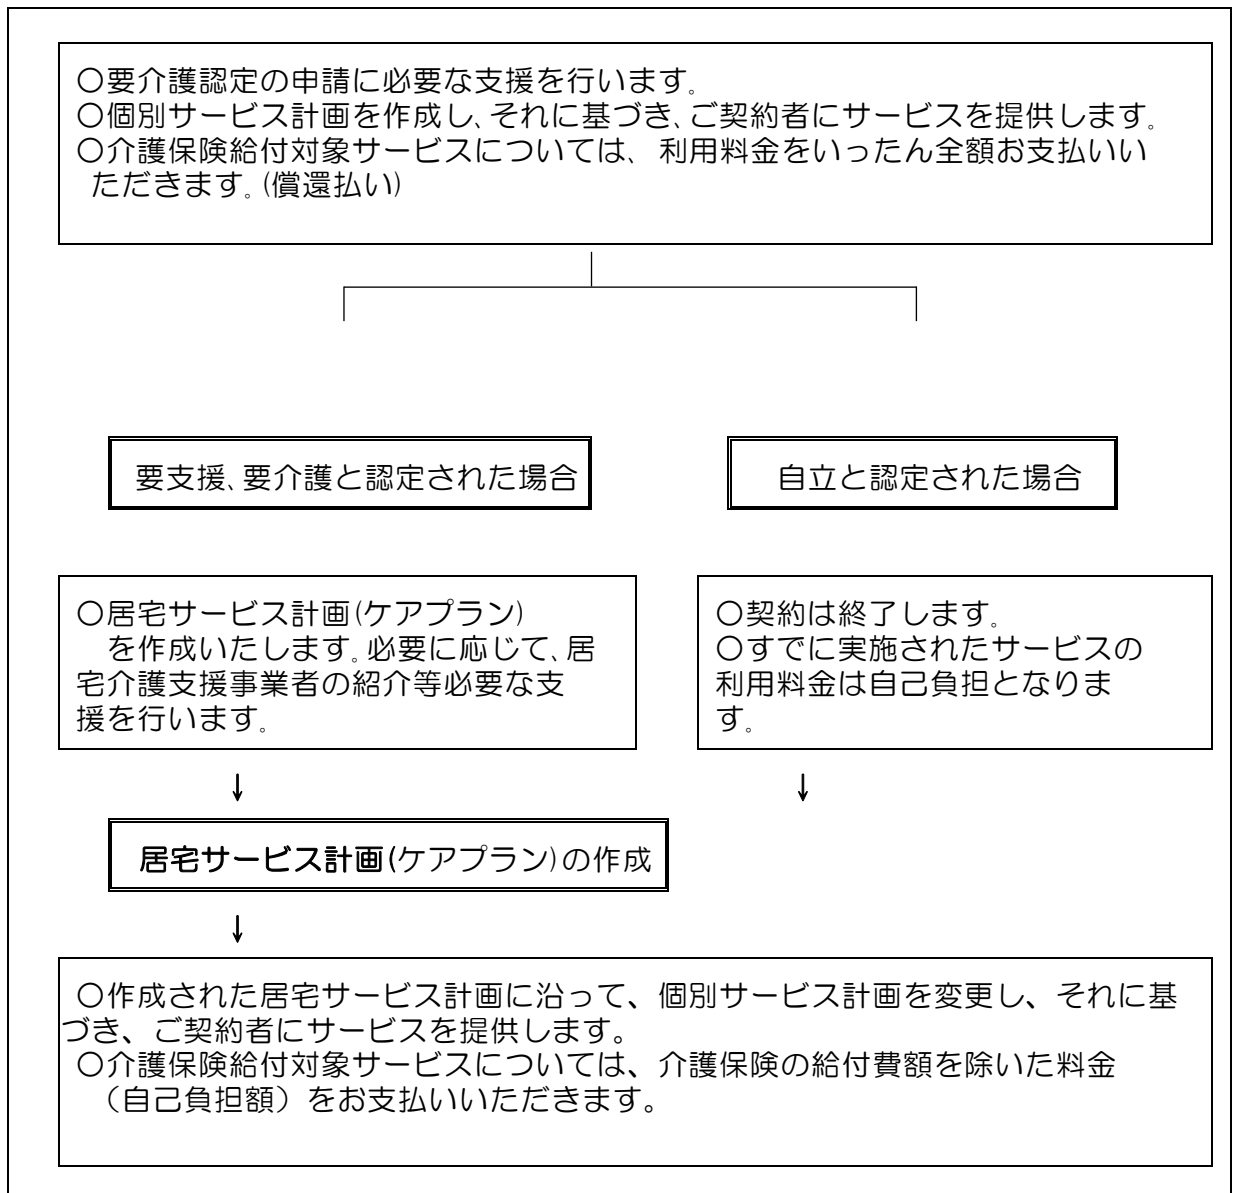 〇要介護認定の申請に必要な支援を行います。
〇個別サービス計画を作成し、それに基づき、ご契約者にサービスを提供します。
〇介護保険給付対象サービスについては、利用料金をいったん全額お支払いい
ただきます。(償還払い)
要支援、要介護と認定された場合
自立と認定された場合
〇居宅サービス計画(ケアプラン)
を作成いたします。必要に応じて、居
宅介護支援事業者の紹介等必要な支
援を行います。
〇契約は終了します。
〇すでに実施されたサービスの
利用料金は自己負担となりま
す。
↓
↓
居宅サービス計画(ケアプラン)の作成
↓
〇作成された居宅サービス計画に沿って、個別サービス計画を変更し、それに基
づき、ご契約者にサービスを提供します。
〇介護保険給付対象サービスについては、介護保険の給付費額を除いた料金
（自己負担額）をお支払いいただきます。